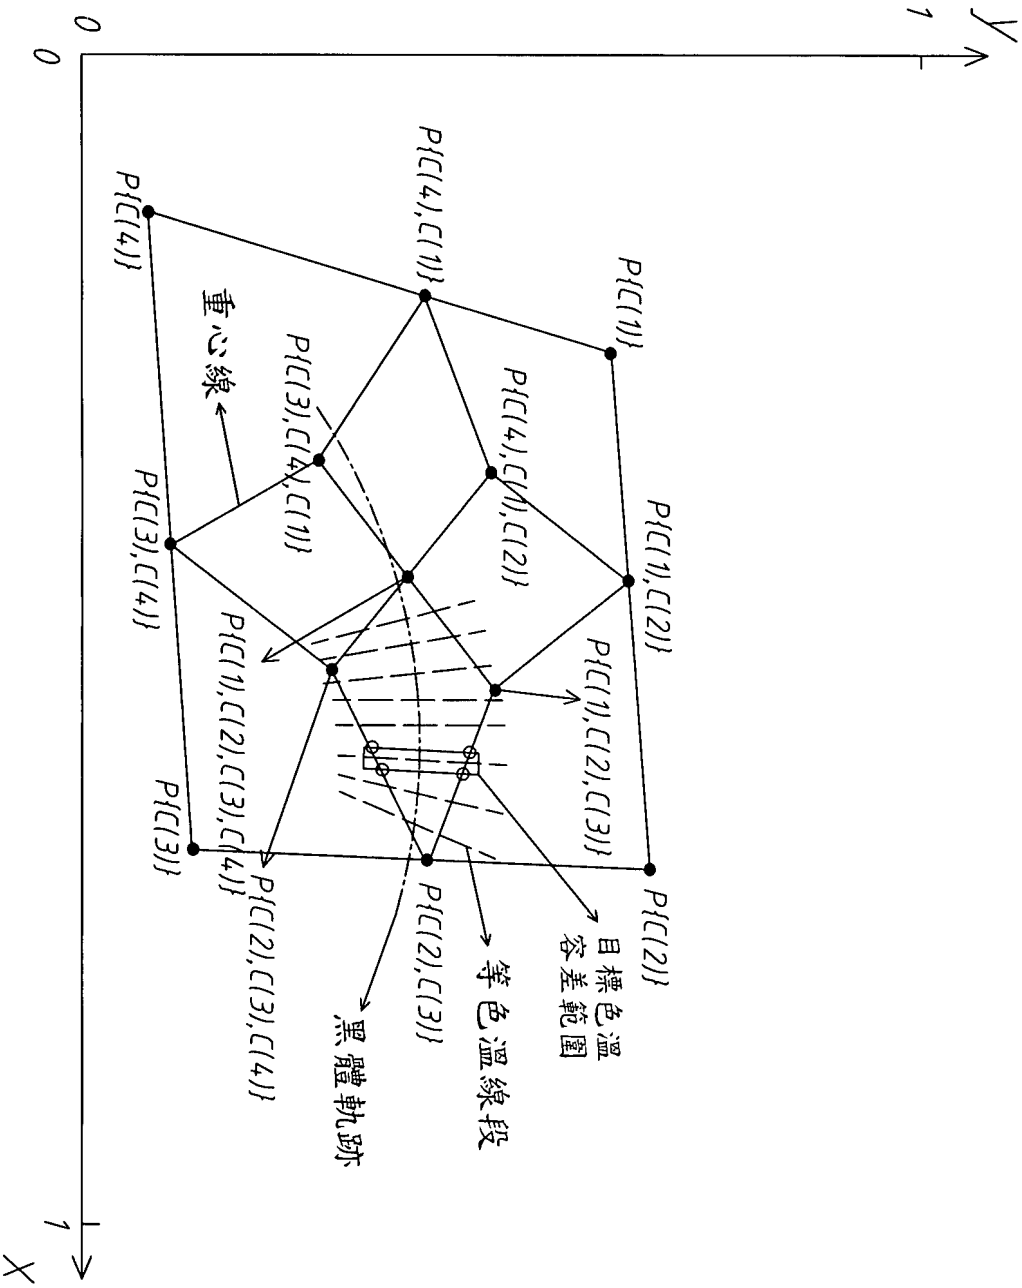 y
1
0
0
P{C(1)}
P{C(1),C(2)}
P{C(2)}
P{C(4),C(1)}
P{C(4),C(1),C(2)}
P{C(1),C(2),C(3)}
P{C(4)}
P{C(3),C(4),C(1)}
P{C(2),C(3)}
目標色溫
容差範圍
等色溫線段
黑體軌跡
重心線
P{C(3),C(4)}
P{C(1),C(2),C(3),C(4)}
P{C(2),C(3),C(4)}
P{C(3)}
1
X